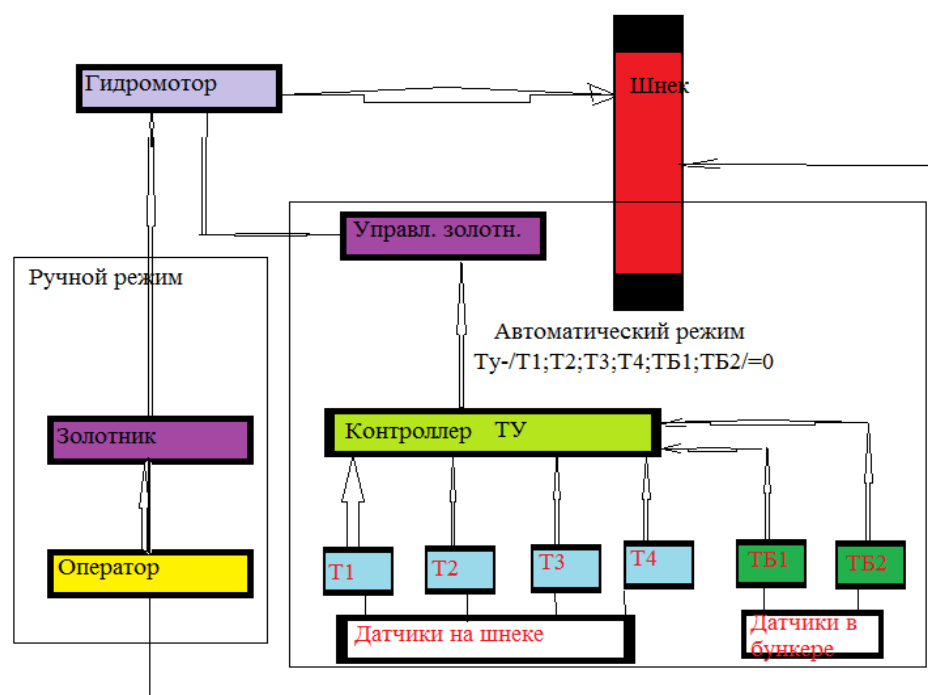 Гидромотор
Шнек
Управл. золотн.
Ручной режим
Автоматический режим
Ту-/Т1;Т2;Т3;Т4;ТБ1;ТБ2/=0
Золотник
Контроллер ТУ
Оператор
Т1
Т2
Т3
Т4
ТБ1
ТБ2
Датчики на шнеке
Датчики в
бункере